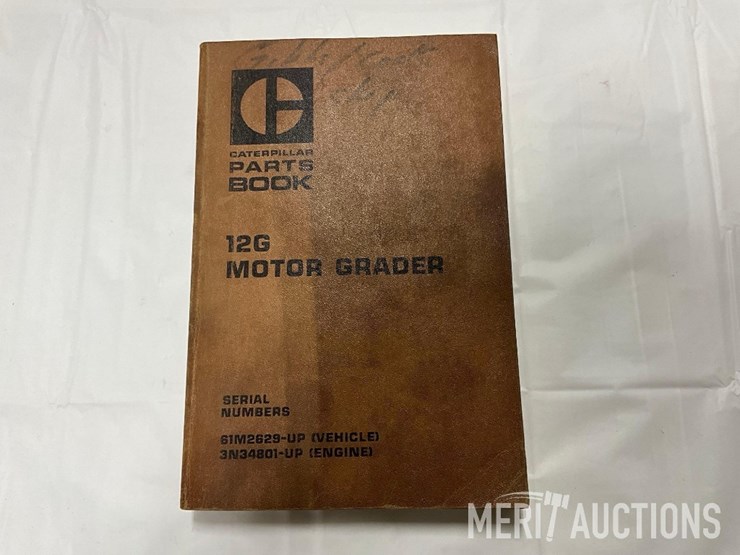 CATERPILLAR
PARTS
BOOK
12G
MOTOR GRADER
SERIAL
NUMBERS
61M2629-UP (VEHICLE)
3N34801-UP (ENGINE)
MERIT AUCTIONS